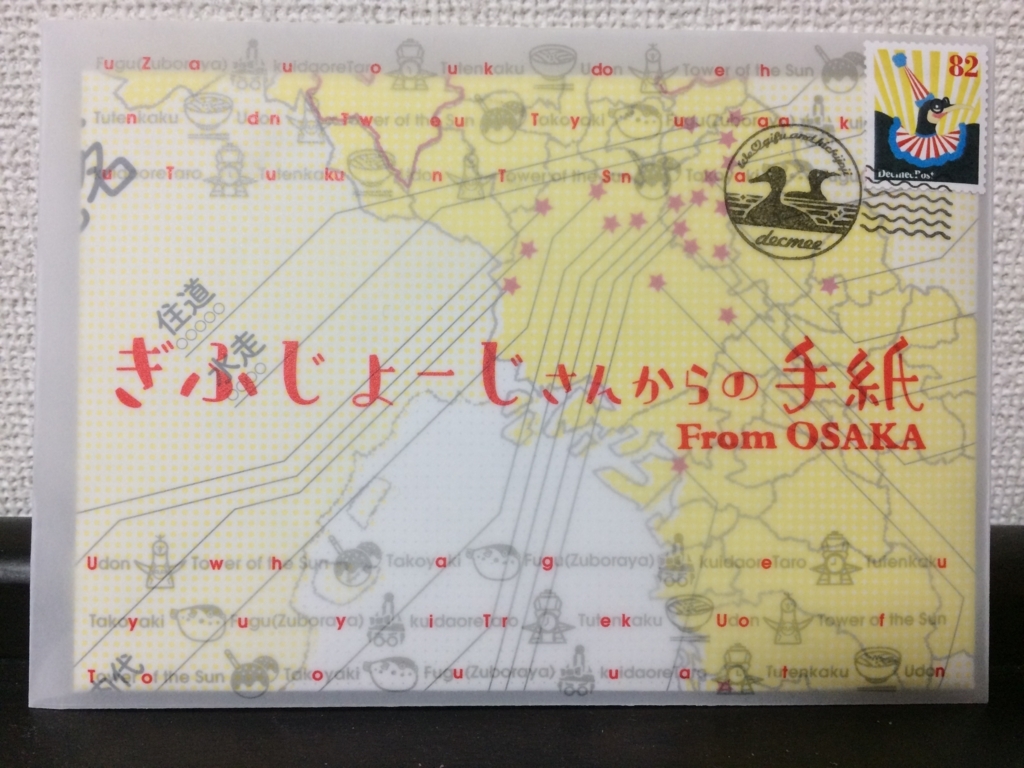 Fugu(Zuboraya) kuidaoreTaro Tutenkaku Udon Tower of the Sun
82
Tutenkaku Udon Tower of the Sun Takoyaki
DecmeePost
kuidaoreTaro Tutenkaku Udon Tower of the Sun
decmee
名
住道
水走
ぎふじょーじさんからの手紙
From OSAKA
Udon Tower of the Sun Takoyaki Fugu(Zuboraya) kuidaoreTaro Tutenkaku
Takoyaki Fugu(Zuboraya) kuidaoreTaro Tutenkaku Udon Tower of the Sun
Tower of the Sun Takoyaki Fugu(Zuboraya) kuidaoreTaro Tutenkaku Udon